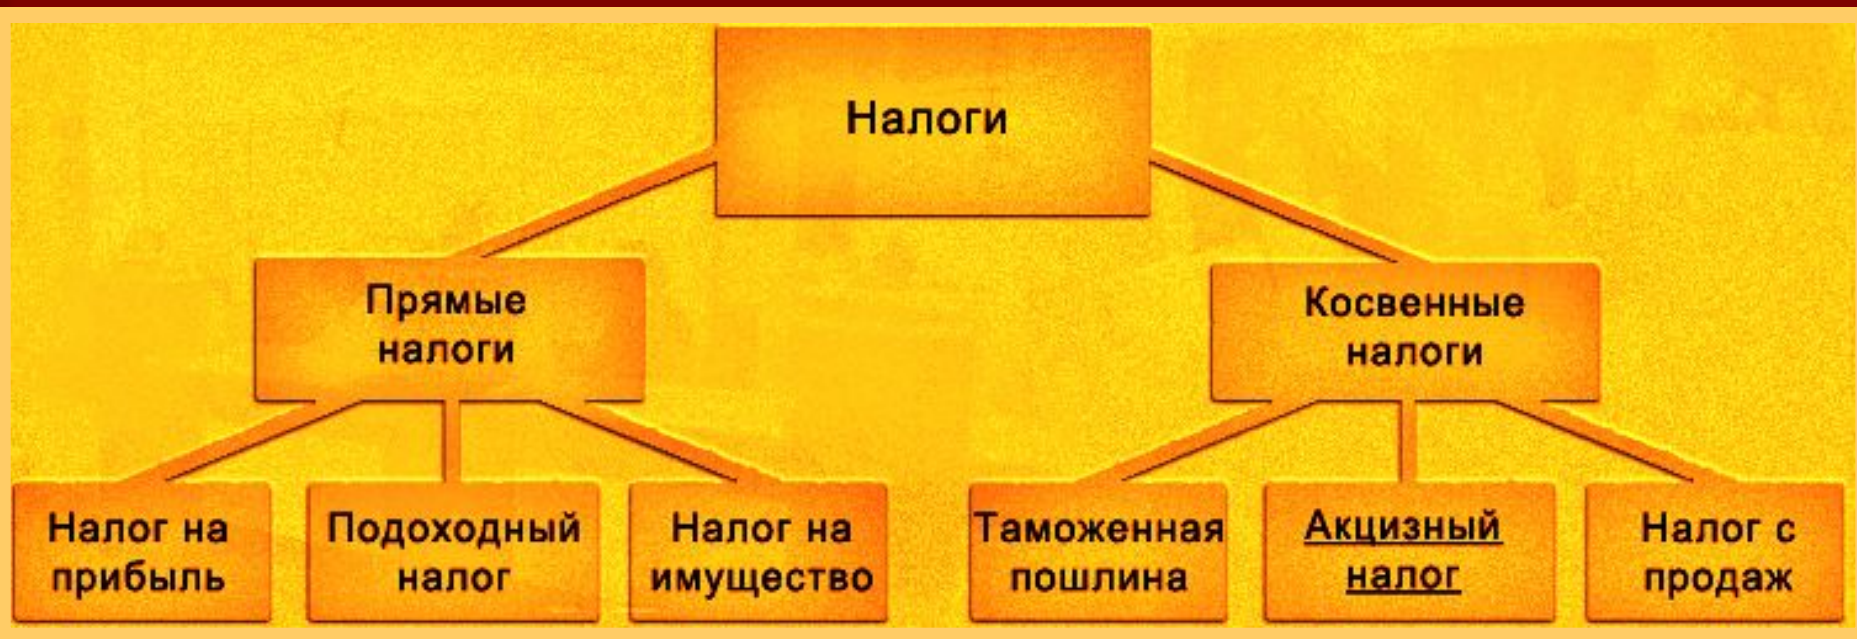 Налоги
Прямые
налоги
Косвенные
налоги
Налог на
прибыль
Подоходный
налог
Налог на
имущество
Таможенная
пошлина
Акцизный
налог
Налог с
продаж